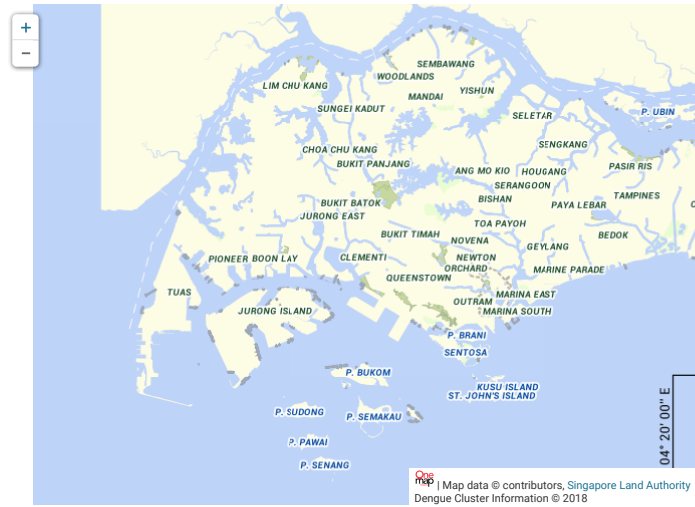 +
−
LIM CHU KANG
SEMBAWANG
WOODLANDS
MANDAI
YISHUN
SUNGEI KADUT
SELETAR
P. UBIN
CHOA CHU KANG
BUKIT PANJANG
SENGKANG
PASIR RIS
ANG MO KIO
HOUGANG
SERANGOON
BISHAN
PAYA LEBAR
TAMPINES
BUKIT BATOK
JURONG EAST
TOA PAYOH
BUKIT TIMAH
NOVENA
GEYLANG
BEDOK
PIONEER
BOON LAY
CLEMENTI
NEWTON
ORCHARD
MARINE PARADE
QUEENSTOWN
TUAS
JURONG ISLAND
OUTRAM
MARINA EAST
MARINA SOUTH
P. BRANI
SENTOSA
P. BUKOM
KUSU ISLAND
ST. JOHN'S ISLAND
P. SUDONG
P. SEMAKAU
P. PAWAI
P. SENANG
04° 20' 00" E
One
map | Map data © contributors, Singapore Land Authority
Dengue Cluster Information © 2018